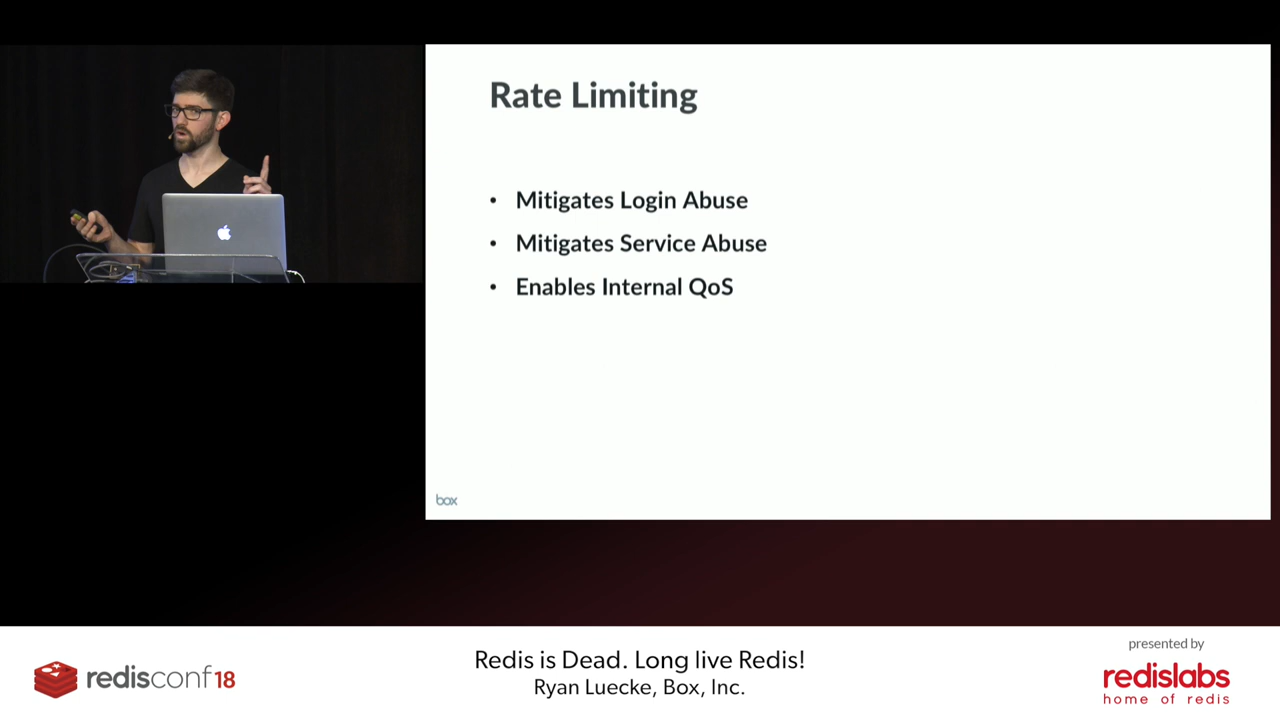 Rate Limiting
• Mitigates Login Abuse
• Mitigates Service Abuse
• Enables Internal QoS
box
redisconf18
Redis is Dead. Long live Redis!
Ryan Luecke, Box, Inc.
presented by
redislabs
home of redis